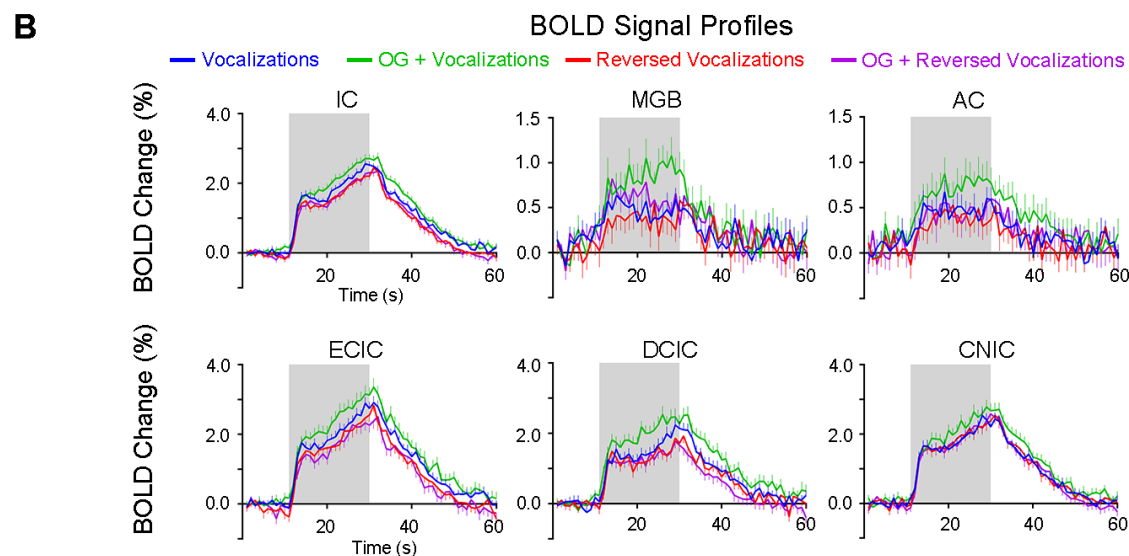 B
BOLD Signal Profiles
Vocalizations OG + Vocalizations Reversed Vocalizations OG + Reversed Vocalizations
IC MGB AC
BOLD Change (%)
4.0 2.0 0.0
20 40 60
Time (s)
1.5 1.0 0.5 0.0
20 40 60
1.5 1.0 0.5 0.0
20 40 60
ECIC DCIC CNIC
BOLD Change (%)
4.0 2.0 0.0
20 40 60
Time (s)
4.0 2.0 0.0
20 40 60
4.0 2.0 0.0
20 40 60